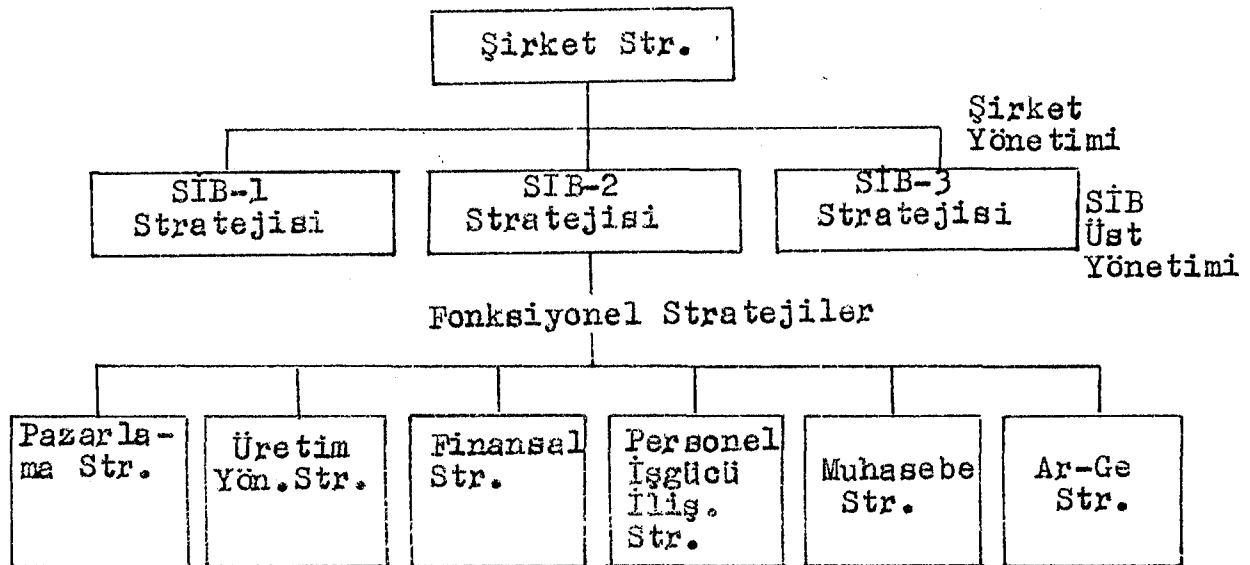 Şirket Str.
Şirket
Yönetimi
SİB-1
Stratejisi
SİB-2
Stratejisi
SİB-3
Stratejisi
SİB
Üst
Yönetimi
Fonksiyonel Stratejiler
Pazarla-
ma Str.
Üretim
Yön.Str.
Finansal
Str.
Personel
İşgücü
İliş.
Str.
Muhasebe
Str.
Ar-Ge
Str.